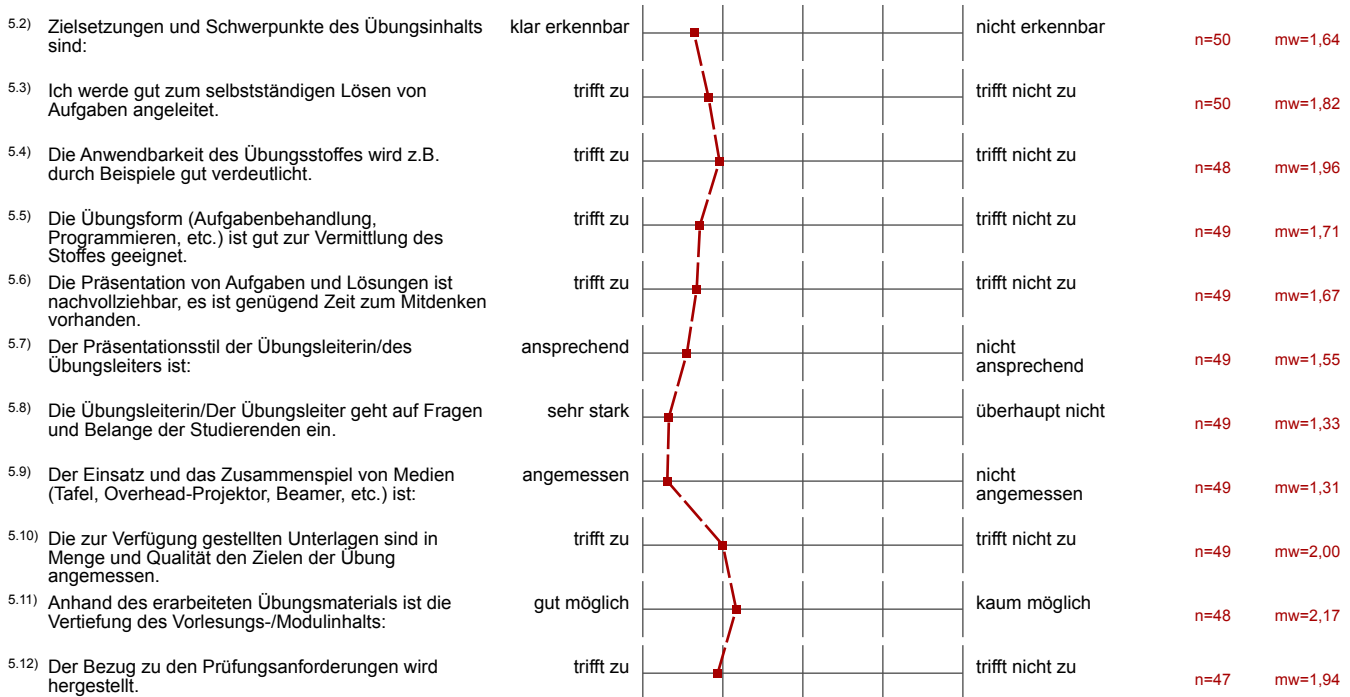 5.2) Zielsetzungen und Schwerpunkte des Übungsinhalts klar erkennbar nicht erkennbar
sind: n=50 mw=1,64
5.3) Ich werde gut zum selbstständigen Lösen von trifft zu trifft nicht zu
Aufgaben angeleitet. n=50 mw=1,82
5.4) Die Anwendbarkeit des Übungsstoffes wird z.B. trifft zu trifft nicht zu
durch Beispiele gut verdeutlicht. n=48 mw=1,96
5.5) Die Übungsform (Aufgabenbehandlung, trifft zu trifft nicht zu
Programmieren, etc.) ist gut zur Vermittlung des n=49 mw=1,71
Stoffes geeignet.
5.6) Die Präsentation von Aufgaben und Lösungen ist trifft zu trifft nicht zu
nachvollziehbar, es ist genügend Zeit zum Mitdenken n=49 mw=1,67
vorhanden.
5.7) Der Präsentationsstil der Übungsleiterin/des ansprechend nicht
Übungsleiters ist: ansprechend n=49 mw=1,55
5.8) Die Übungsleiterin/Der Übungsleiter geht auf Fragen sehr stark überhaupt nicht
und Belange der Studierenden ein. n=49 mw=1,33
5.9) Der Einsatz und das Zusammenspiel von Medien angemessen nicht
(Tafel, Overhead-Projektor, Beamer, etc.) ist: angemessen n=49 mw=1,31
5.10) Die zur Verfügung gestellten Unterlagen sind in trifft zu trifft nicht zu
Menge und Qualität den Zielen der Übung n=49 mw=2,00
angemessen.
5.11) Anhand des erarbeiteten Übungsmaterials ist die gut möglich kaum möglich
Vertiefung des Vorlesungs-/Modulinhalts: n=48 mw=2,17
5.12) Der Bezug zu den Prüfungsanforderungen wird trifft zu trifft nicht zu
hergestellt. n=47 mw=1,94